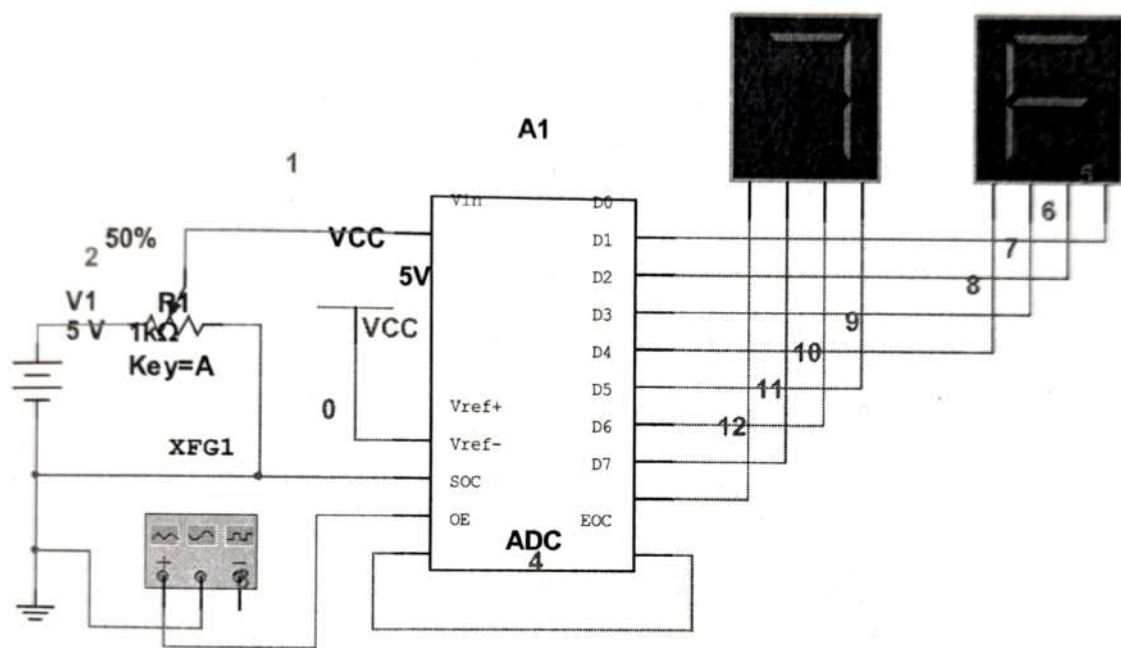 7 F
A1
1
Vin D0
5
6
50% VCC D1
7
2
5V D2
8
V1 R1
5 V 1kΩ VCC D3
9
Key=A D4
10
D5
11
0 Vref+ D6
12
XFG1 Vref- D7
SOC
OE EOC
ADC
4
+ -